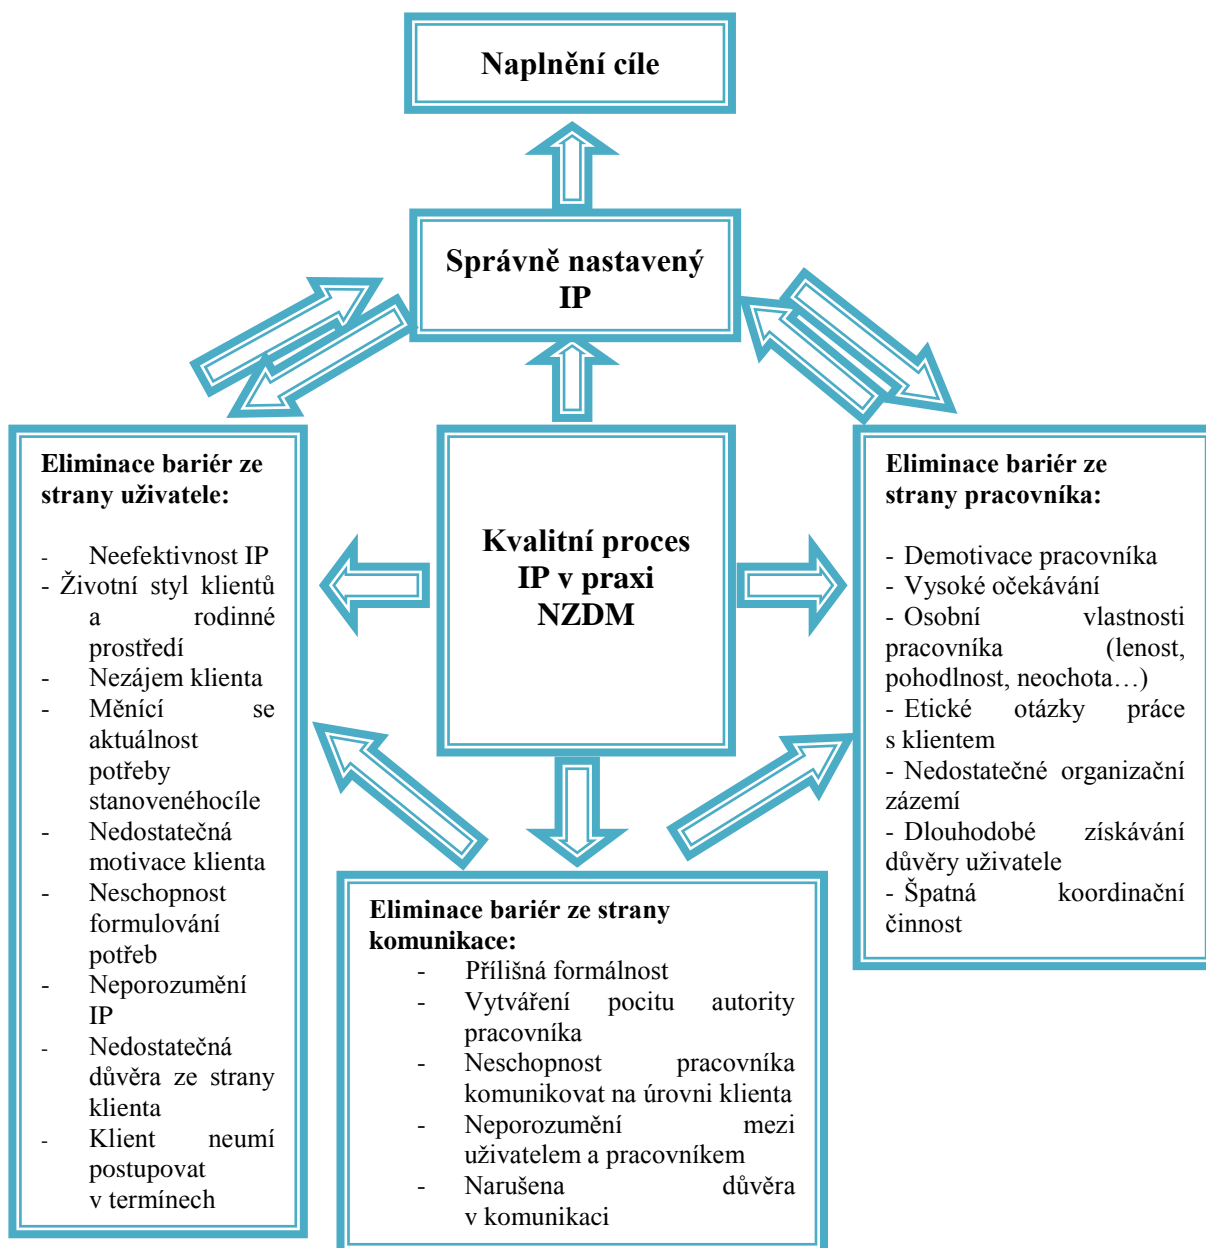 Naplnění cíle
Správně nastavený
IP
Kvalitní proces
IP v praxi
NZDM
Eliminace bariér ze
strany uživatele:
- Neefektivnost IP
- Životní styl klientů
a rodinné
prostředí
- Nezájem klienta
- Měnící se
aktuálnost
potřeby
stanovenéhocíle
- Nedostatečná
motivace klienta
- Neschopnost
formulování
potřeb
- Neporozumění
IP
- Nedostatečná
důvěra ze strany
klienta
- Klient neumí
postupovat
v termínech
Eliminace bariér ze strany
komunikace:
- Přílišná formálnost
- Vytváření pocitu autority
pracovníka
- Neschopnost pracovníka
komunikovat na úrovni klienta
- Neporozumění mezi
uživatelem a pracovníkem
- Narušena důvěra
v komunikaci
Eliminace bariér ze
strany pracovníka:
- Demotivace pracovníka
- Vysoké očekávání
- Osobní vlastnosti
pracovníka (lenost,
pohodlnost, neochota…)
- Etické otázky práce
s klientem
- Nedostatečné organizační
zázemí
- Dlouhodobé získávání
důvěry uživatele
- Špatná koordinační
činnost